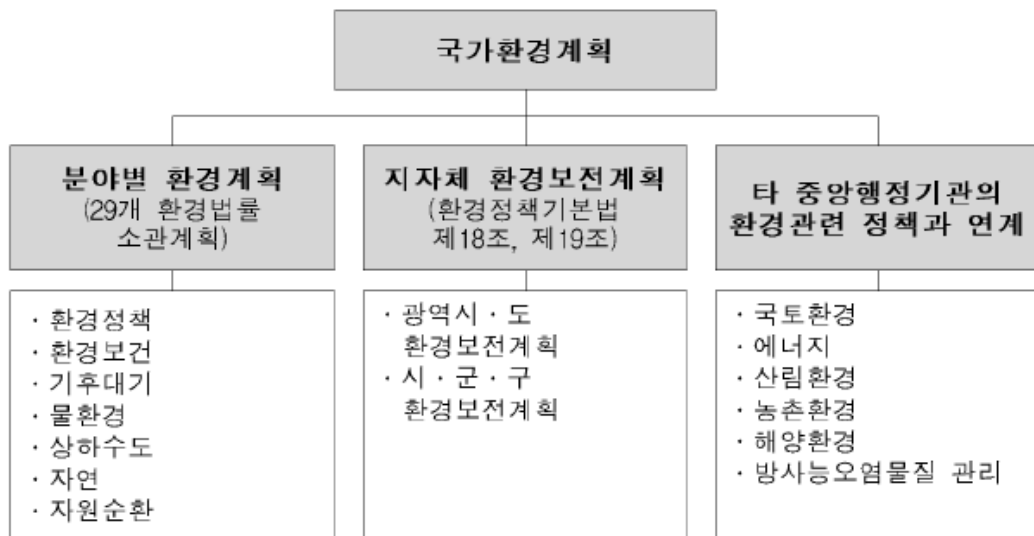 국가환경계획
분야별 환경계획
(29개 환경법률
소관계획)
· 환경정책
· 환경보건
· 기후대기
· 물환경
· 상하수도
· 자연
· 자원순환
지자체 환경보전계획
(환경정책기본법
제18조, 제19조)
· 광역시 · 도
환경보전계획
· 시 · 군 · 구
환경보전계획
타 중앙행정기관의
환경관련 정책과 연계
· 국토환경
· 에너지
· 산림환경
· 농촌환경
· 해양환경
· 방사능오염물질 관리